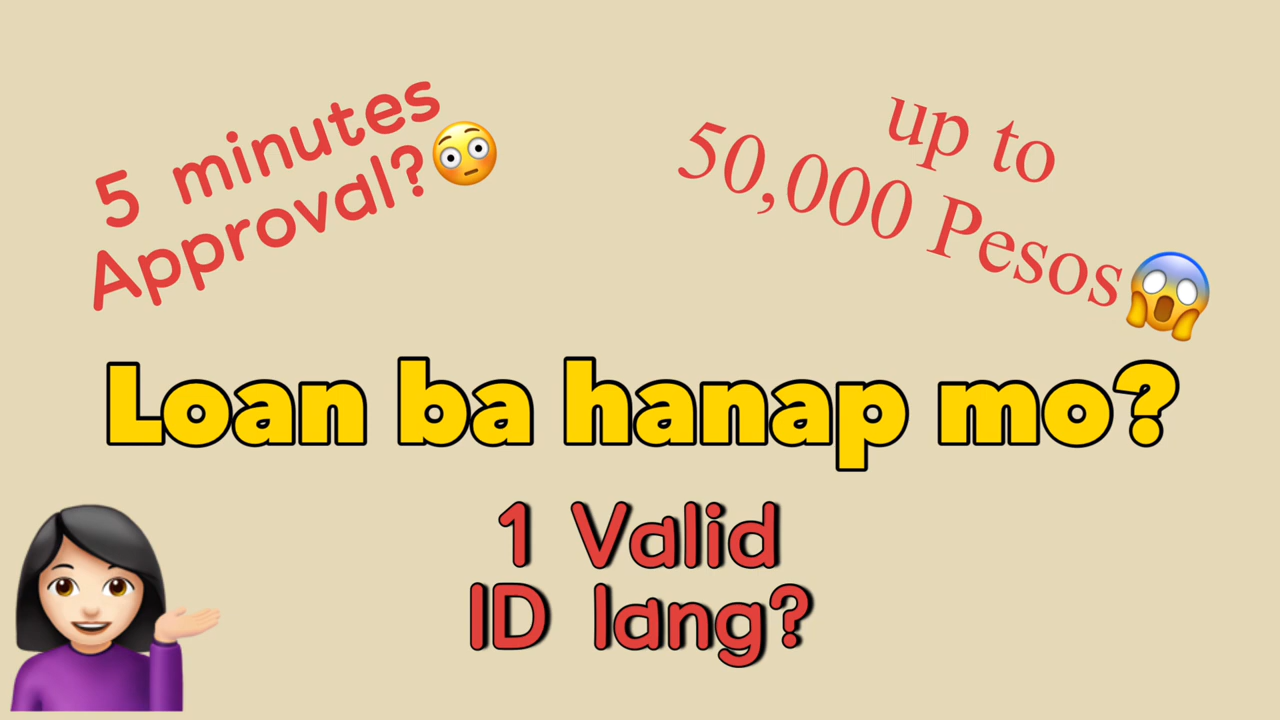 5 minutes
Approval?😳
up to
50,000 Pesos😱
Loan ba hanap mo?
1 Valid
ID lang?